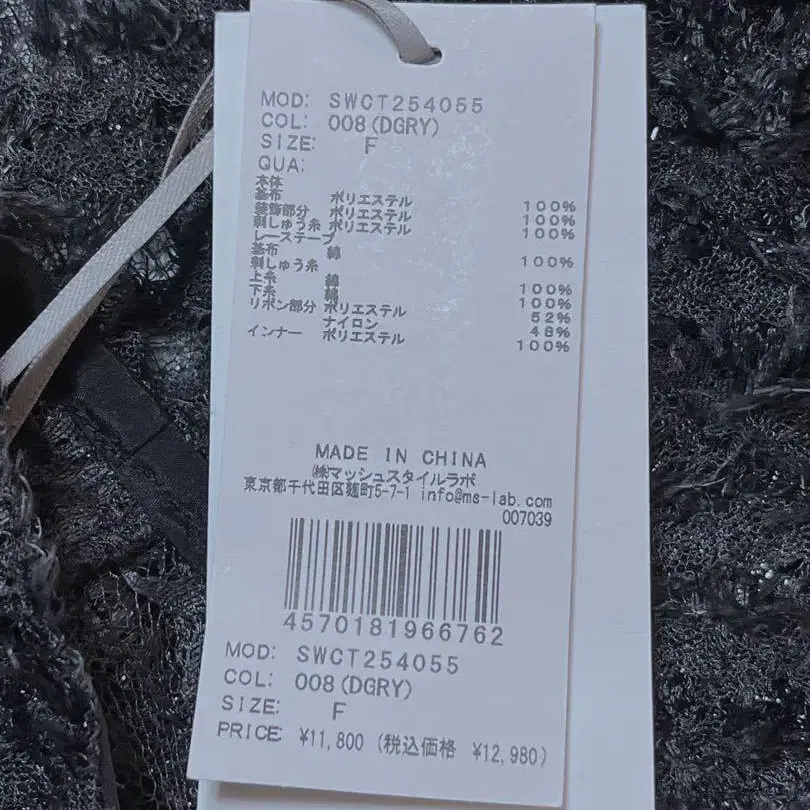 MOD: SWCT254055
COL: 008(DGRY)
SIZE: F
QUA:
本体
基布 ポリエステル 100%
装飾部分 ポリエステル 100%
刺しゅう糸 ポリエステル 100%
レーステープ
基布 綿 100%
刺しゅう糸
上糸 綿 100%
下糸 綿 100%
リボン部分 ポリエステル 52%
ナイロン 48%
インナー ポリエステル 100%
MADE IN CHINA
㈱マッシュスタイルラボ
東京都千代田区麹町5-7-1 info@ms-lab.com
007039
4570181966762
MOD: SWCT254055
COL: 008(DGRY)
SIZE: F
PRICE ¥11,800 (税込価格 ¥12,980)